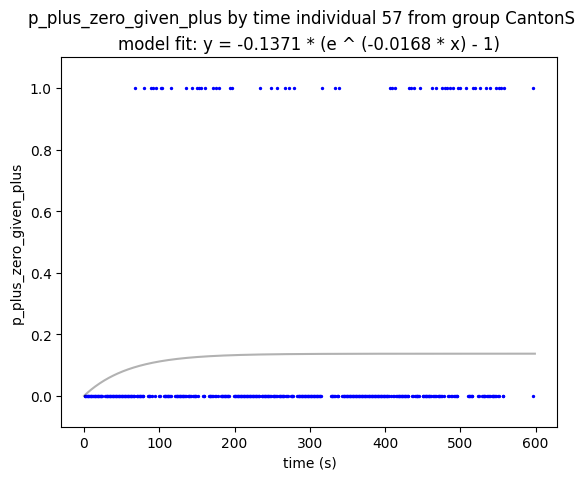 p_plus_zero_given_plus by time individual 57 from group CantonS
model fit: y = -0.1371 * (e ^ (-0.0168 * x) - 1)
1.0
0.8
0.6
0.4
0.2
0.0
p_plus_zero_given_plus
0 100 200 300 400 500 600
time (s)